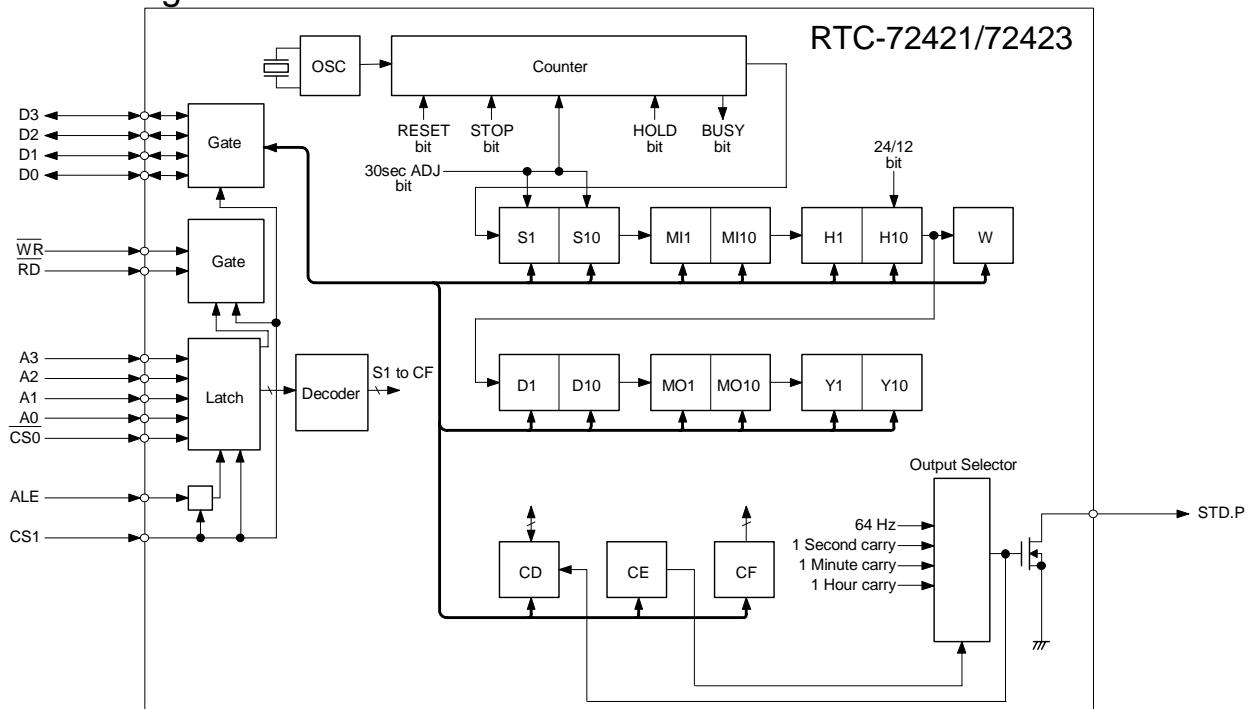 RTC-72421/72423
OSC
Counter
D3
D2
D1
D0
Gate
RESET
bit
STOP
bit
HOLD
bit
BUSY
bit
30sec ADJ
bit
24/12
bit
WR
RD
Gate
S1
S10
MI1
MI10
H1
H10
W
A3
A2
A1
A0
CS0
Latch
Decoder
S1 to CF
D1
D10
MO1
MO10
Y1
Y10
ALE
CS1
Output Selector
CD
CE
CF
64 Hz
1 Second carry
1 Minute carry
1 Hour carry
STD.P